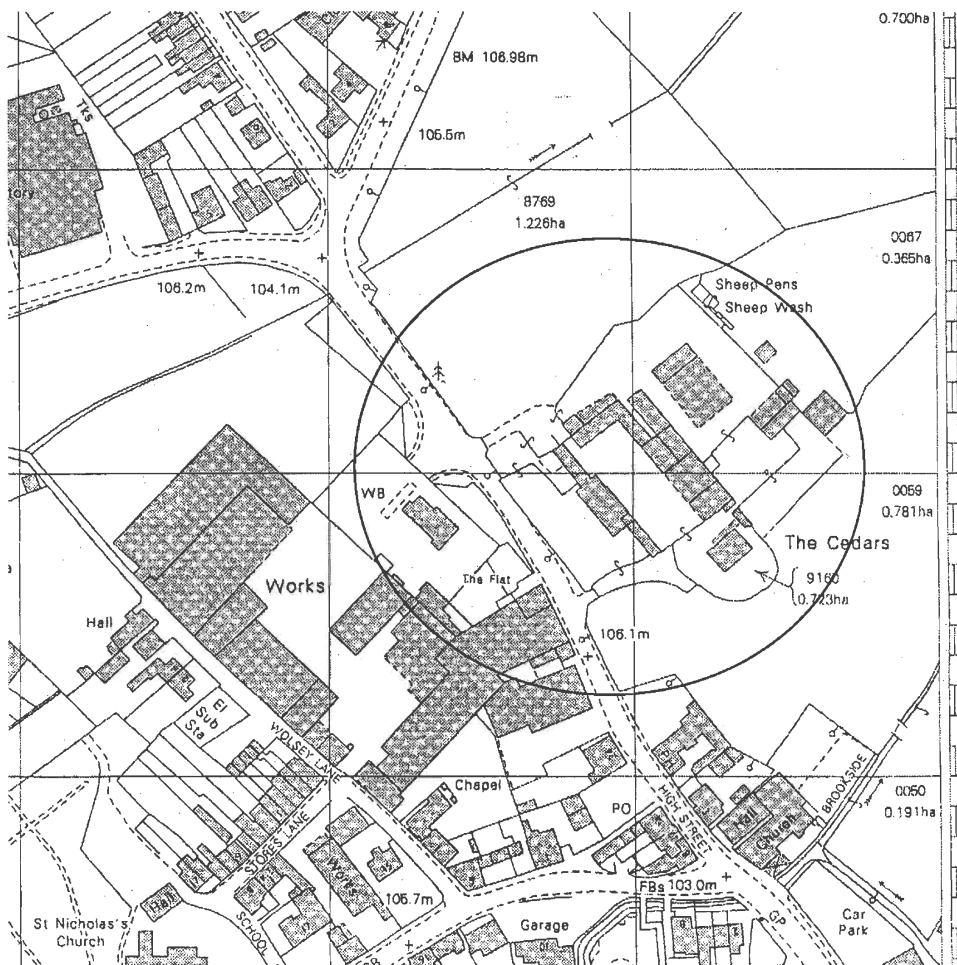 0.700ha
BM 106.98m
Tks
105.5m
tory
8769
1.226ha
0067
0.365ha
106.2m
104.1m
Sheep Pens
Sheep Wash
WB
0059
0.781ha
The Cedars
Works
The Flat
9160
0.723ha
Hall
106.1m
El
Sub
Sta
WOLSEY LANE
Chapel
HIGH STREET
BROOKSIDE
0050
0.191ha
STORES LANE
PO
Hall
Church
Works
Hall
106.7m
FBs 103.0m
St Nicholas's
Church
SCHOOL
Garage
GP
Car
Park